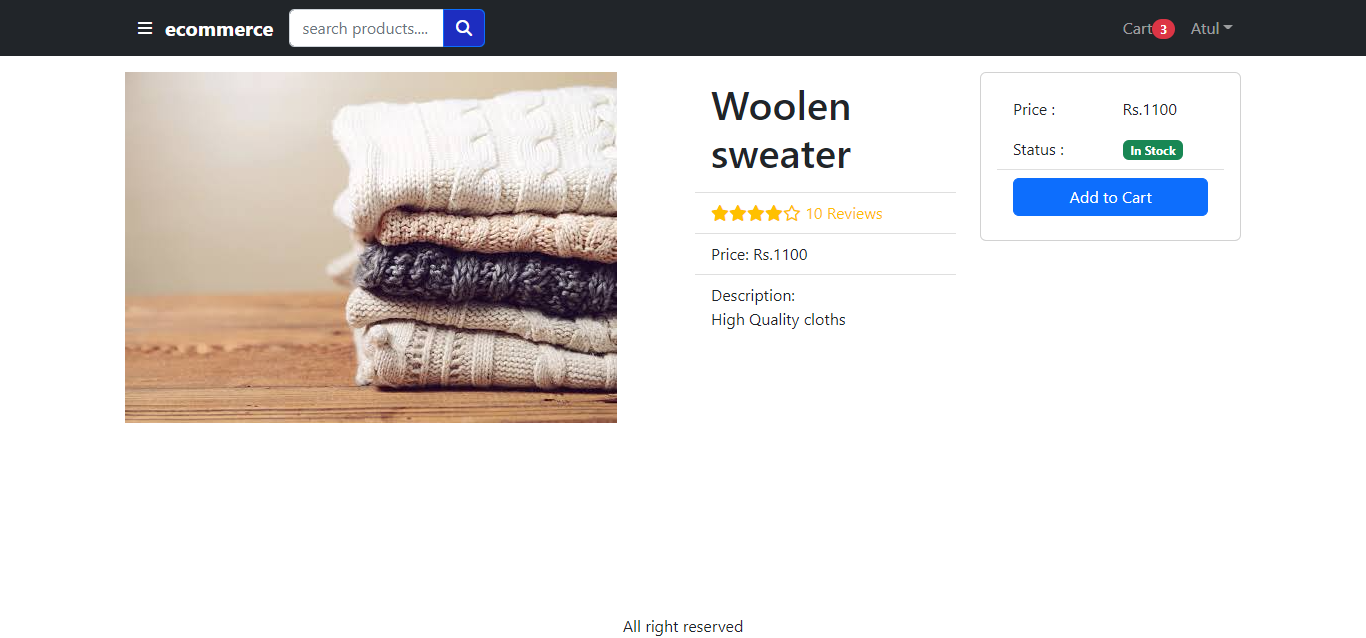 ecommerce
search products....
Cart 3
Atul
Woolen
sweater
10 Reviews
Price: Rs.1100
Description:
High Quality cloths
Price :
Rs.1100
Status :
In Stock
Add to Cart
All right reserved